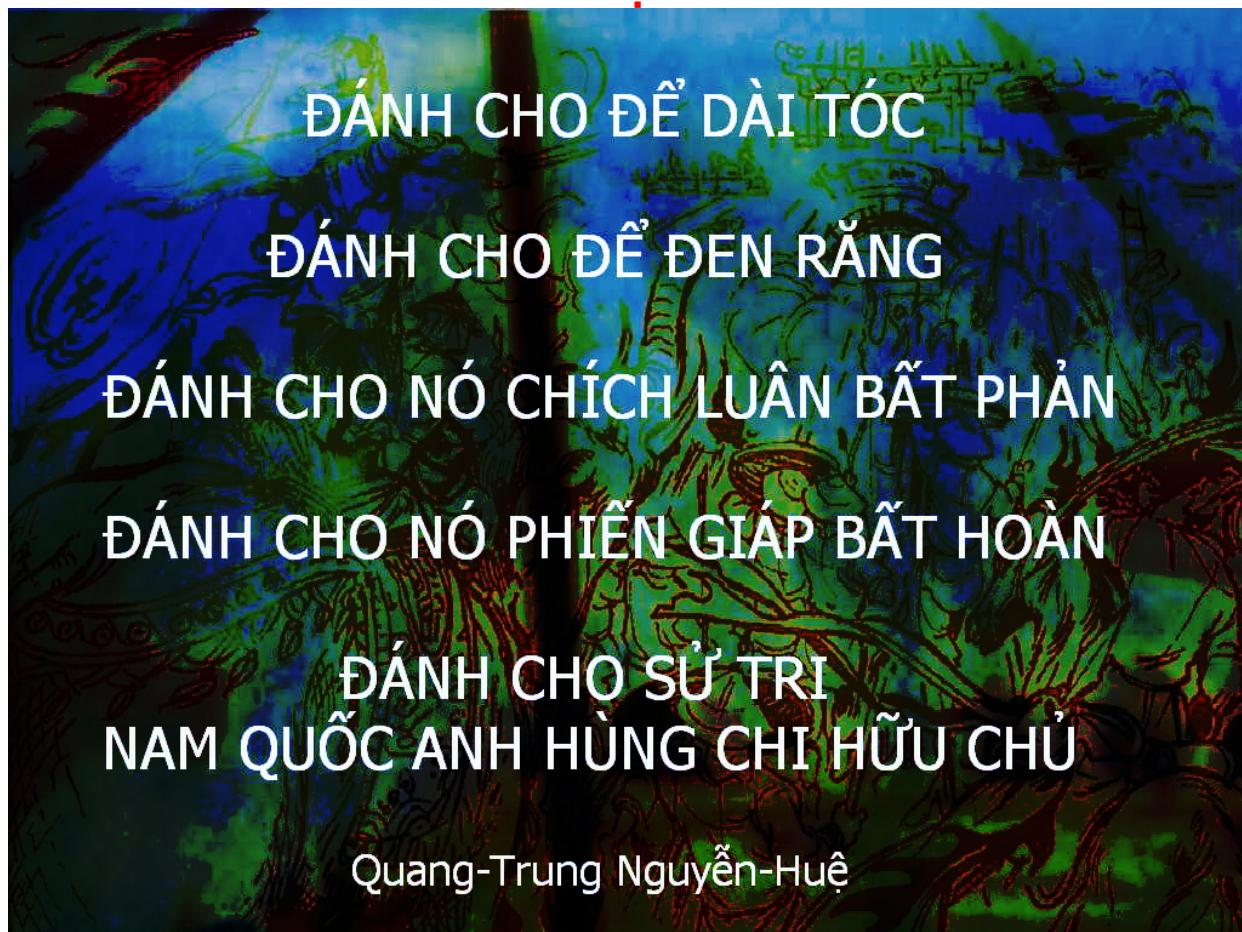 ĐÁNH CHO ĐỂ DÀI TÓC
ĐÁNH CHO ĐỂ ĐEN RĂNG
ĐÁNH CHO NÓ CHÍCH LUÂN BẤT PHẢN
ĐÁNH CHO NÓ PHIẾN GIÁP BẤT HOÀN
ĐÁNH CHO SỬ TRI
NAM QUỐC ANH HÙNG CHI HỮU CHỦ
Quang-Trung Nguyễn-Huệ